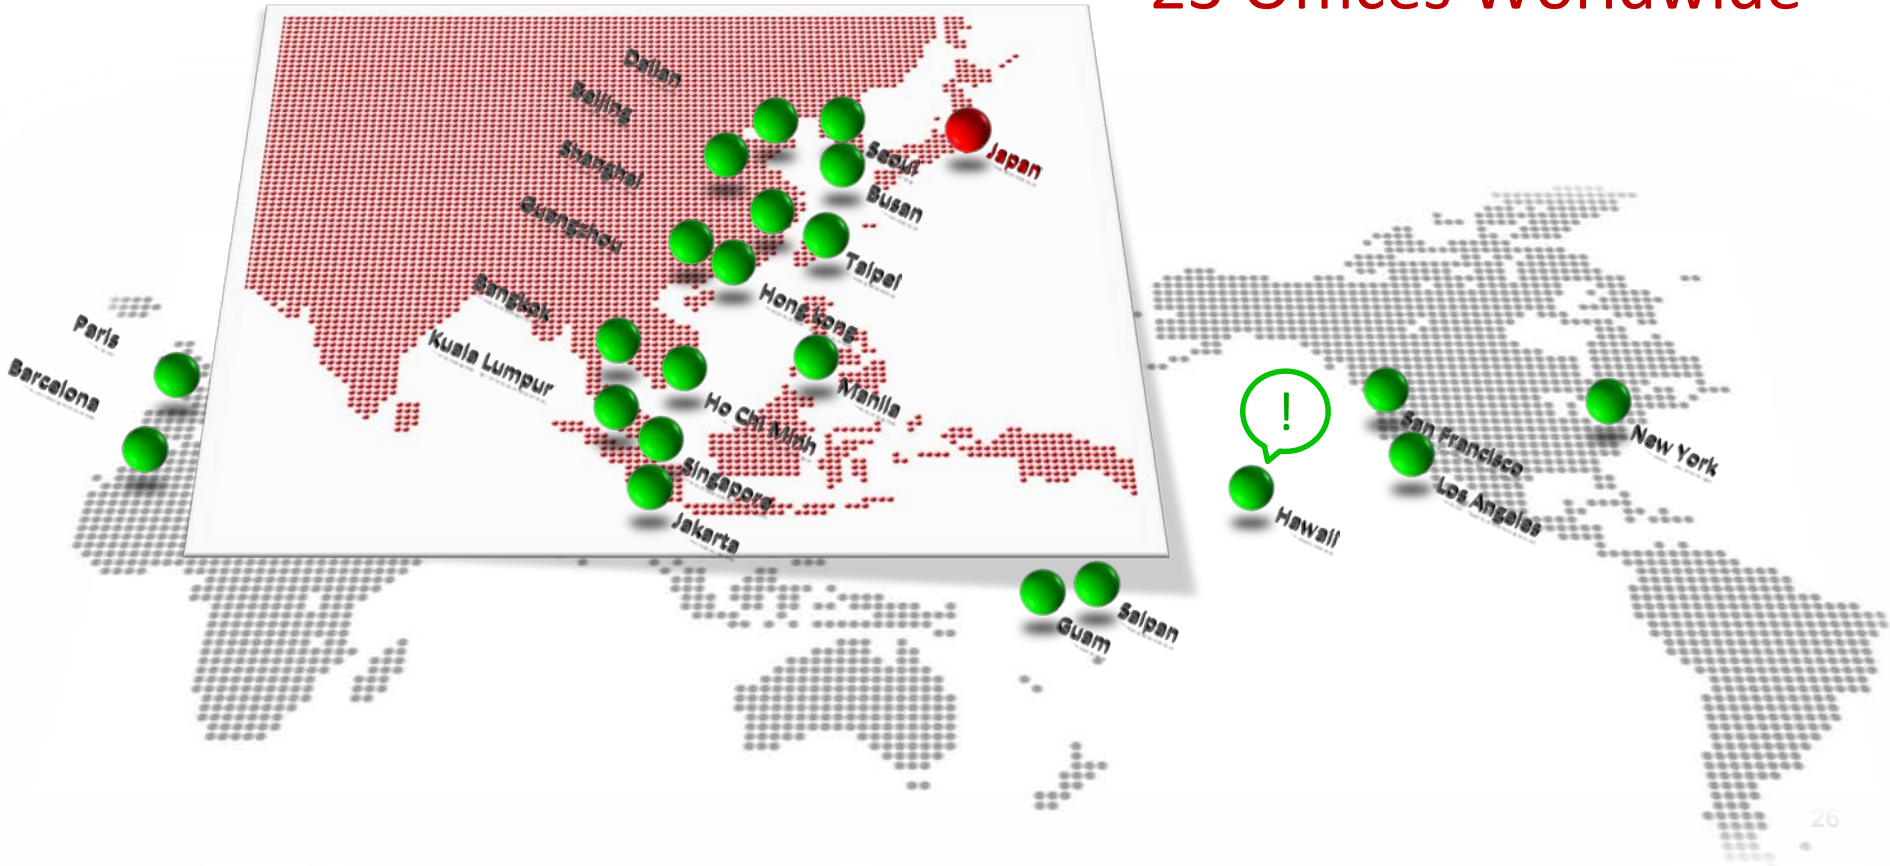 25 Offices Worldwide
Dalian
Beijing
Shanghai
Guangzhou
Seoul
Busan
Japan
Taipei
Hong kong
Bangkok
Kuala Lumpur
Ho Chi Minh
Manila
Singapore
Jakarta
Paris
Barcelona
!
San Francisco
Los Angeles
New York
Hawaii
Guam
Saipan
26